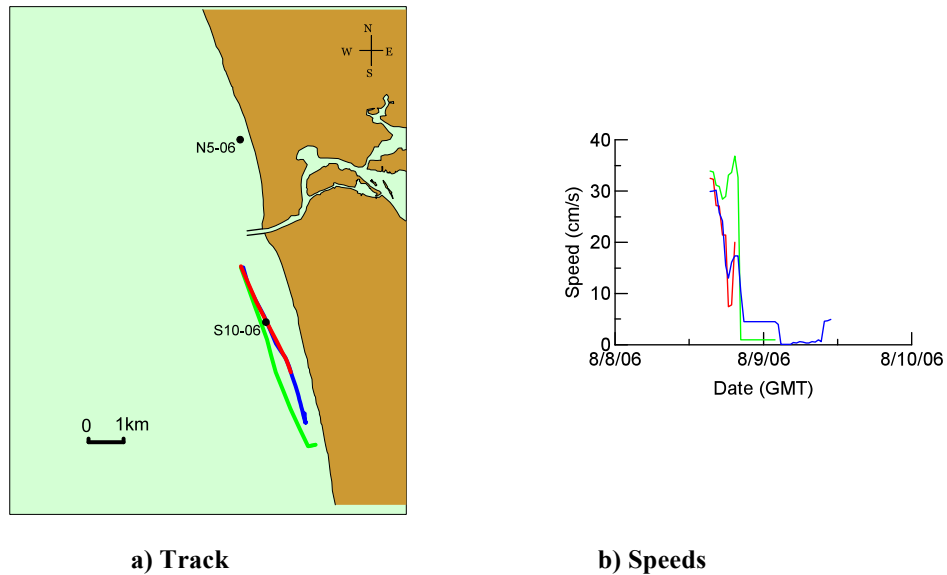 N
W E
S
N5-06
S10-06
0 1km
a) Track
40
30
20
10
0
Speed (cm/s)
8/8/06 8/9/06 8/10/06
Date (GMT)
b) Speeds